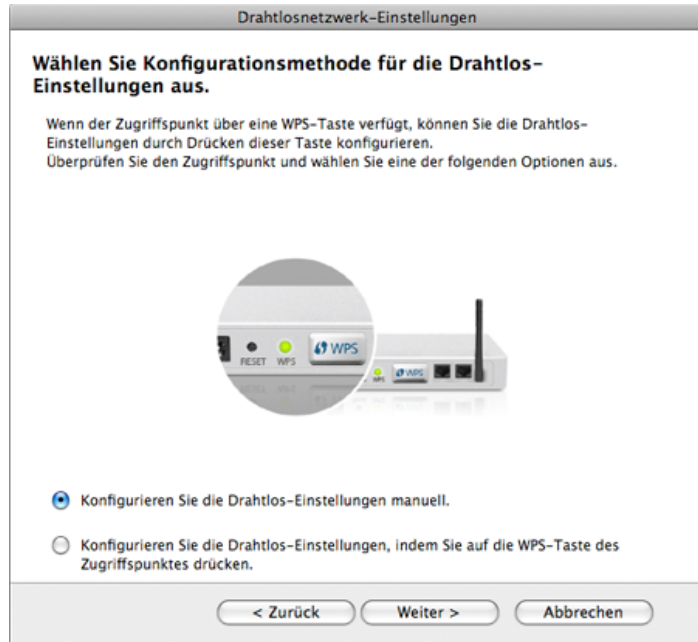 Drahtlosnetzwerk-Einstellungen
Wählen Sie Konfigurationsmethode für die Drahtlos-
Einstellungen aus.
Wenn der Zugriffspunkt über eine WPS-Taste verfügt, können Sie die Drahtlos-
Einstellungen durch Drücken dieser Taste konfigurieren.
Überprüfen Sie den Zugriffspunkt und wählen Sie eine der folgenden Optionen aus.
RESET WPS WPS
WPS WPS
Konfigurieren Sie die Drahtlos-Einstellungen manuell.
Konfigurieren Sie die Drahtlos-Einstellungen, indem Sie auf die WPS-Taste des
Zugriffspunktes drücken.
< Zurück Weiter > Abbrechen